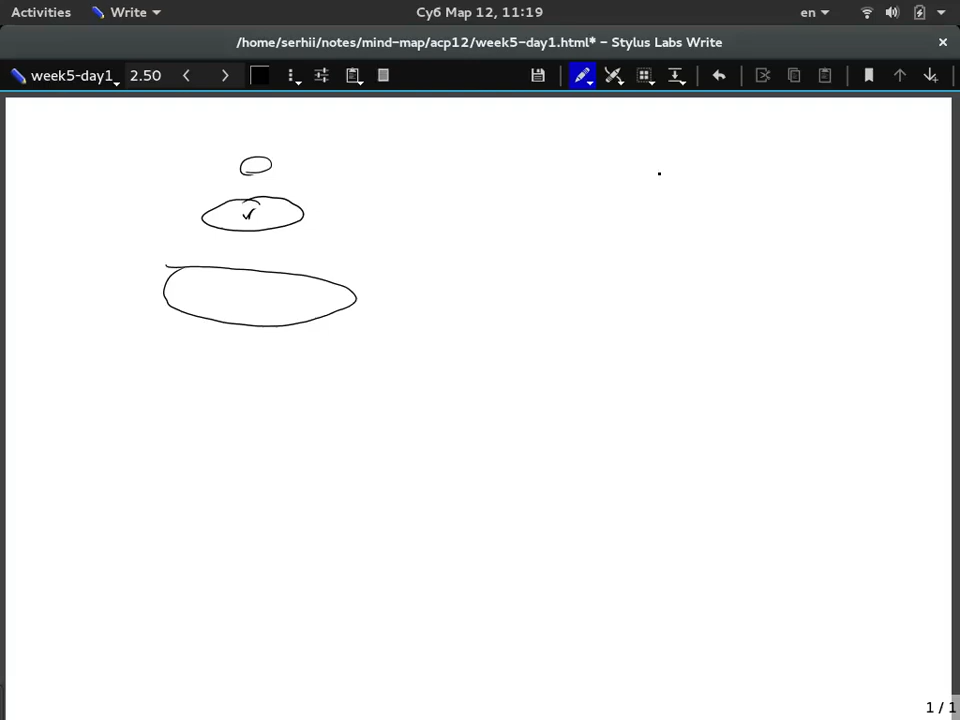 Activities Write Суб Мар 12, 11:19 en
/home/serhii/notes/mind-map/acp12/week5-day1.html* – Stylus Labs Write
week5-day1 2.50
1 / 1